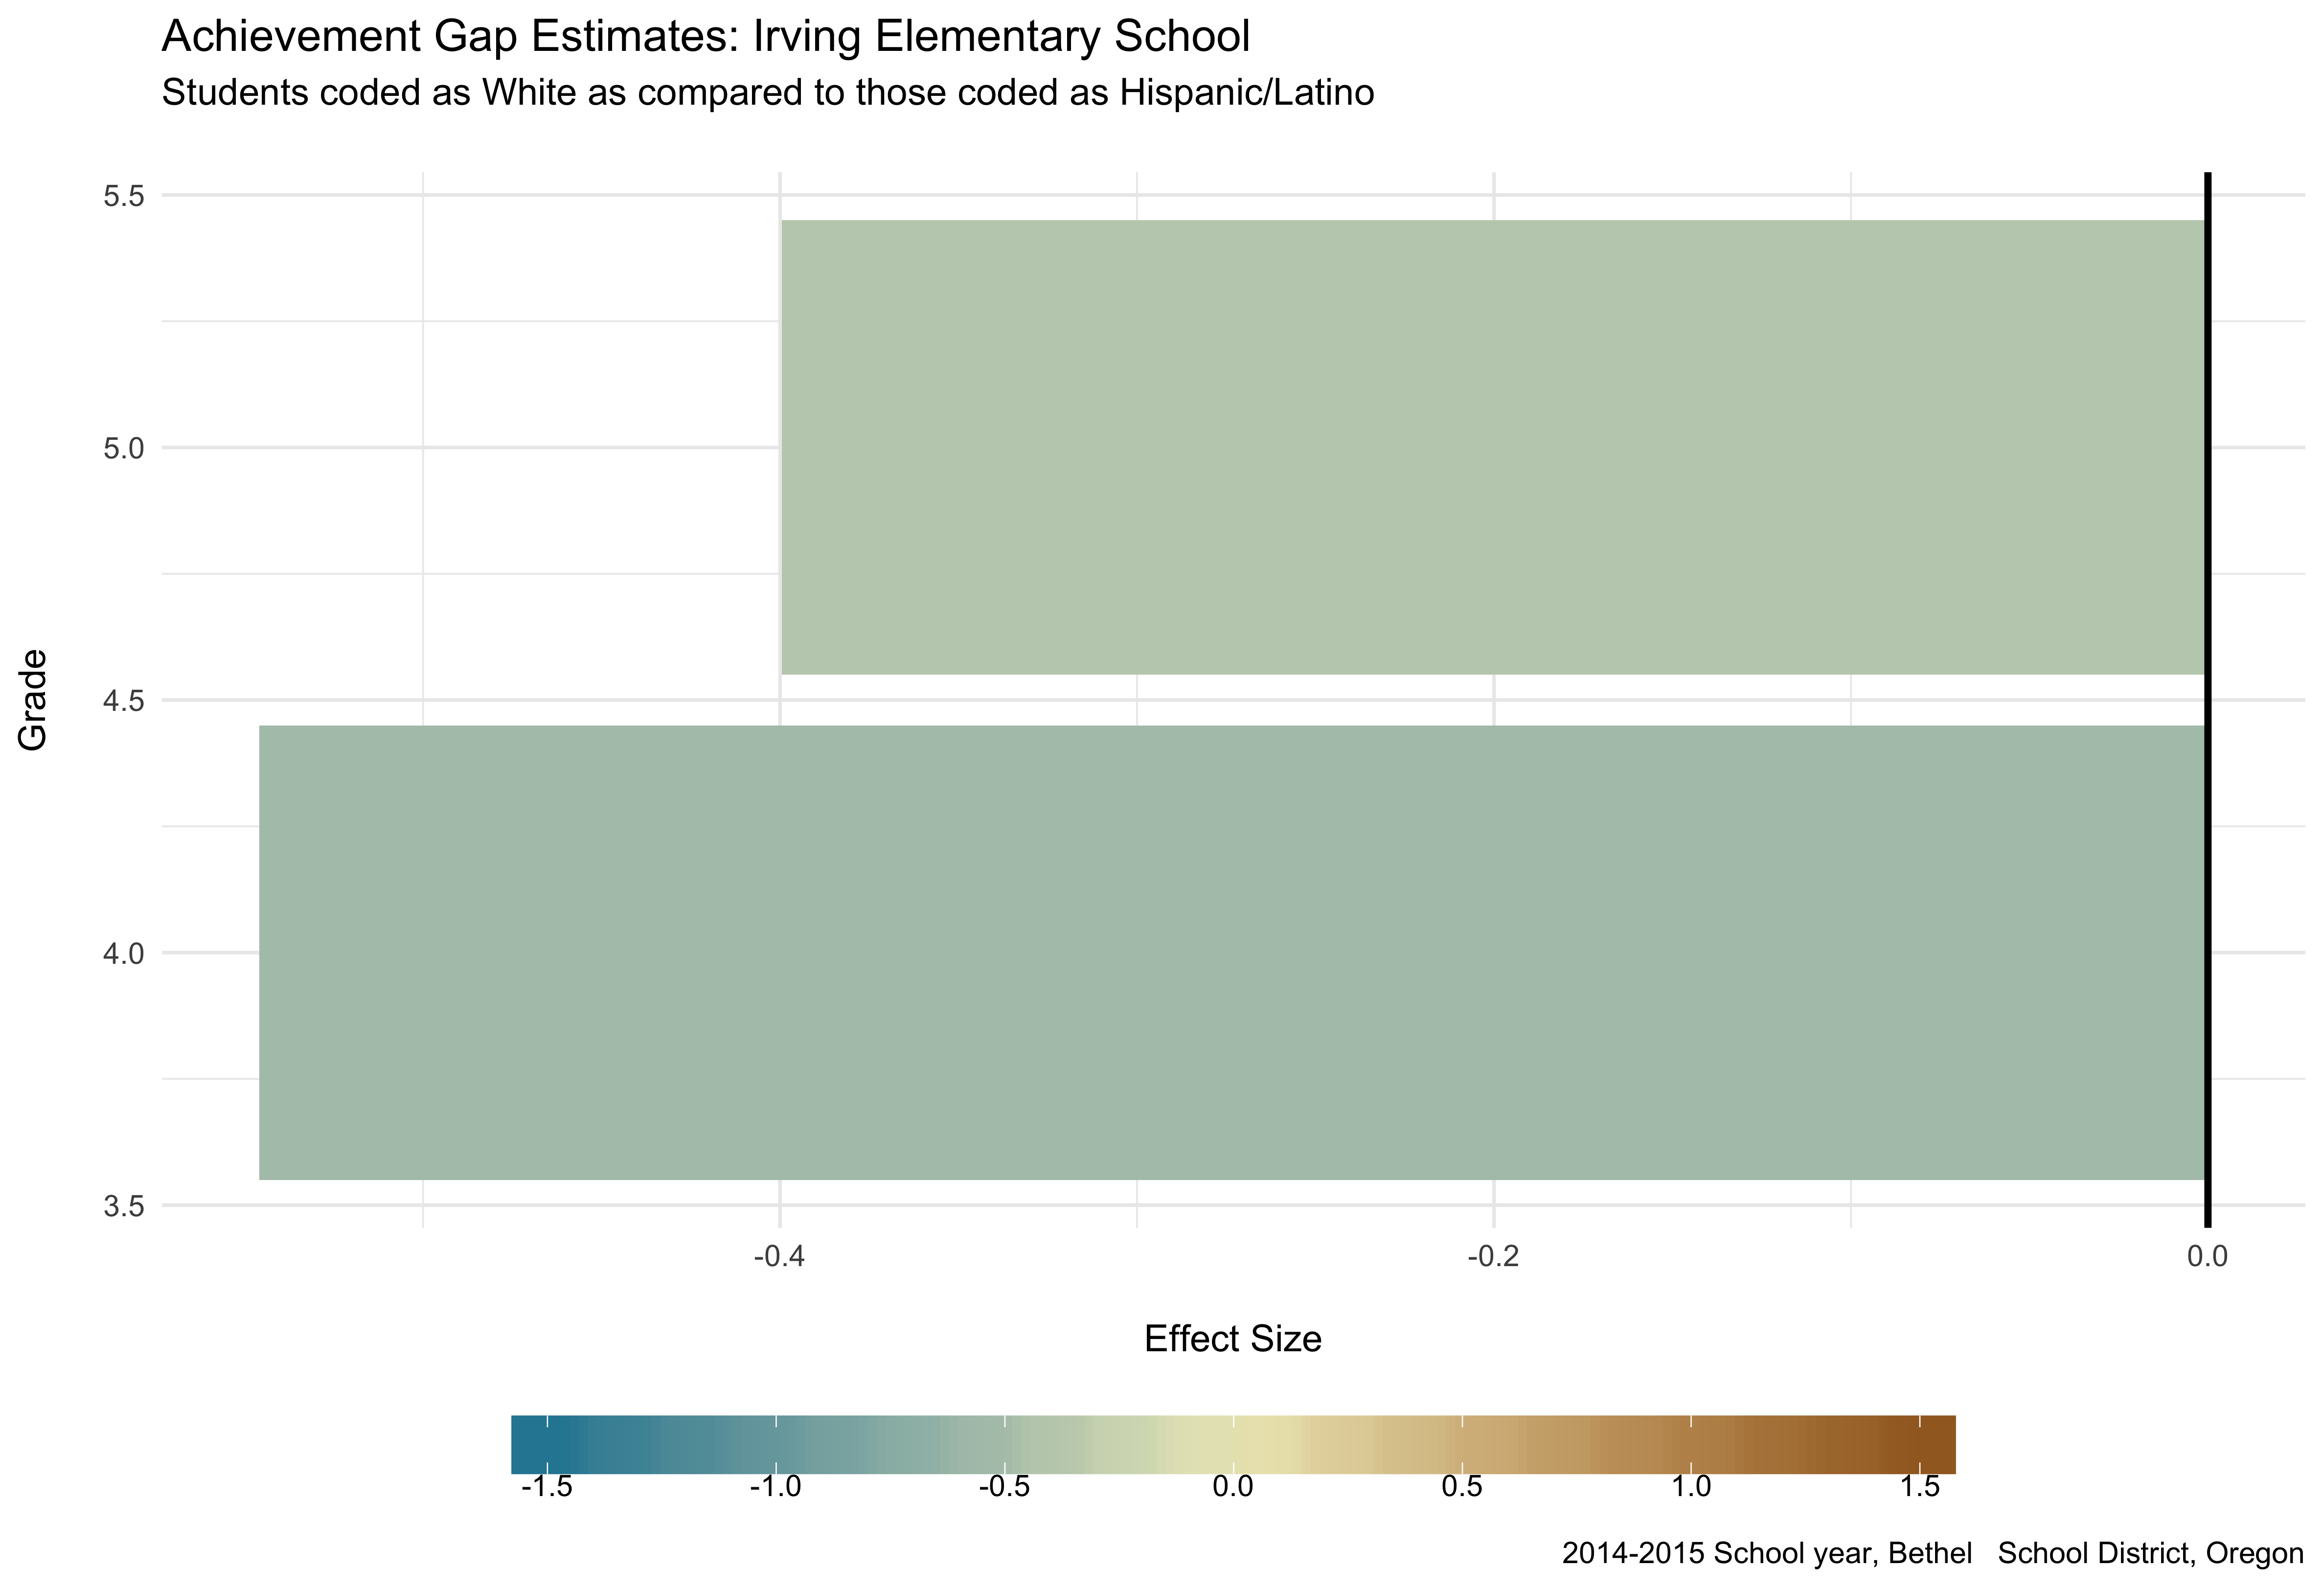 Achievement Gap Estimates: Irving Elementary School
Students coded as White as compared to those coded as Hispanic/Latino
5.5
5.0
4.5
4.0
3.5
Grade
-0.4 -0.2 0.0
Effect Size
-1.5 -1.0 -0.5 0.0 0.5 1.0 1.5
2014-2015 School year, Bethel   School District, Oregon